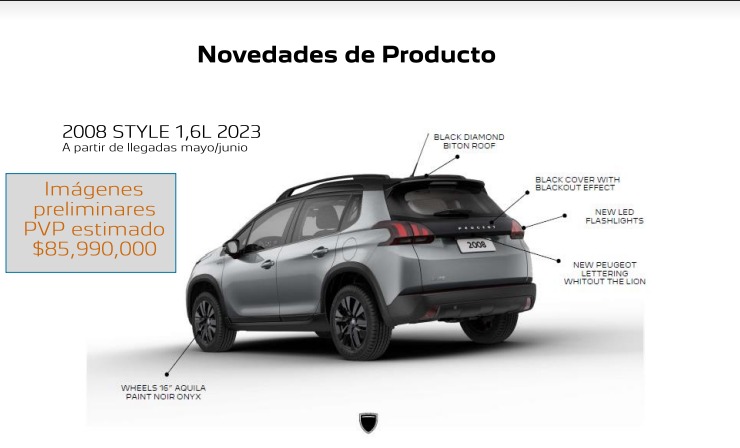 Novedades de Producto
2008 STYLE 1,6L 2023
A partir de llegadas mayo/junio
Imágenes
preliminares
PVP estimado
$85,990,000
BLACK DIAMOND
BITON ROOF
BLACK COVER WITH
BLACKOUT EFFECT
NEW LED
FLASHLIGHTS
PEUGEOT
2008
NEW PEUGEOT
LETTERING
WHITOUT THE LION
WHEELS 16" AQUILA
PAINT NOIR ONYX